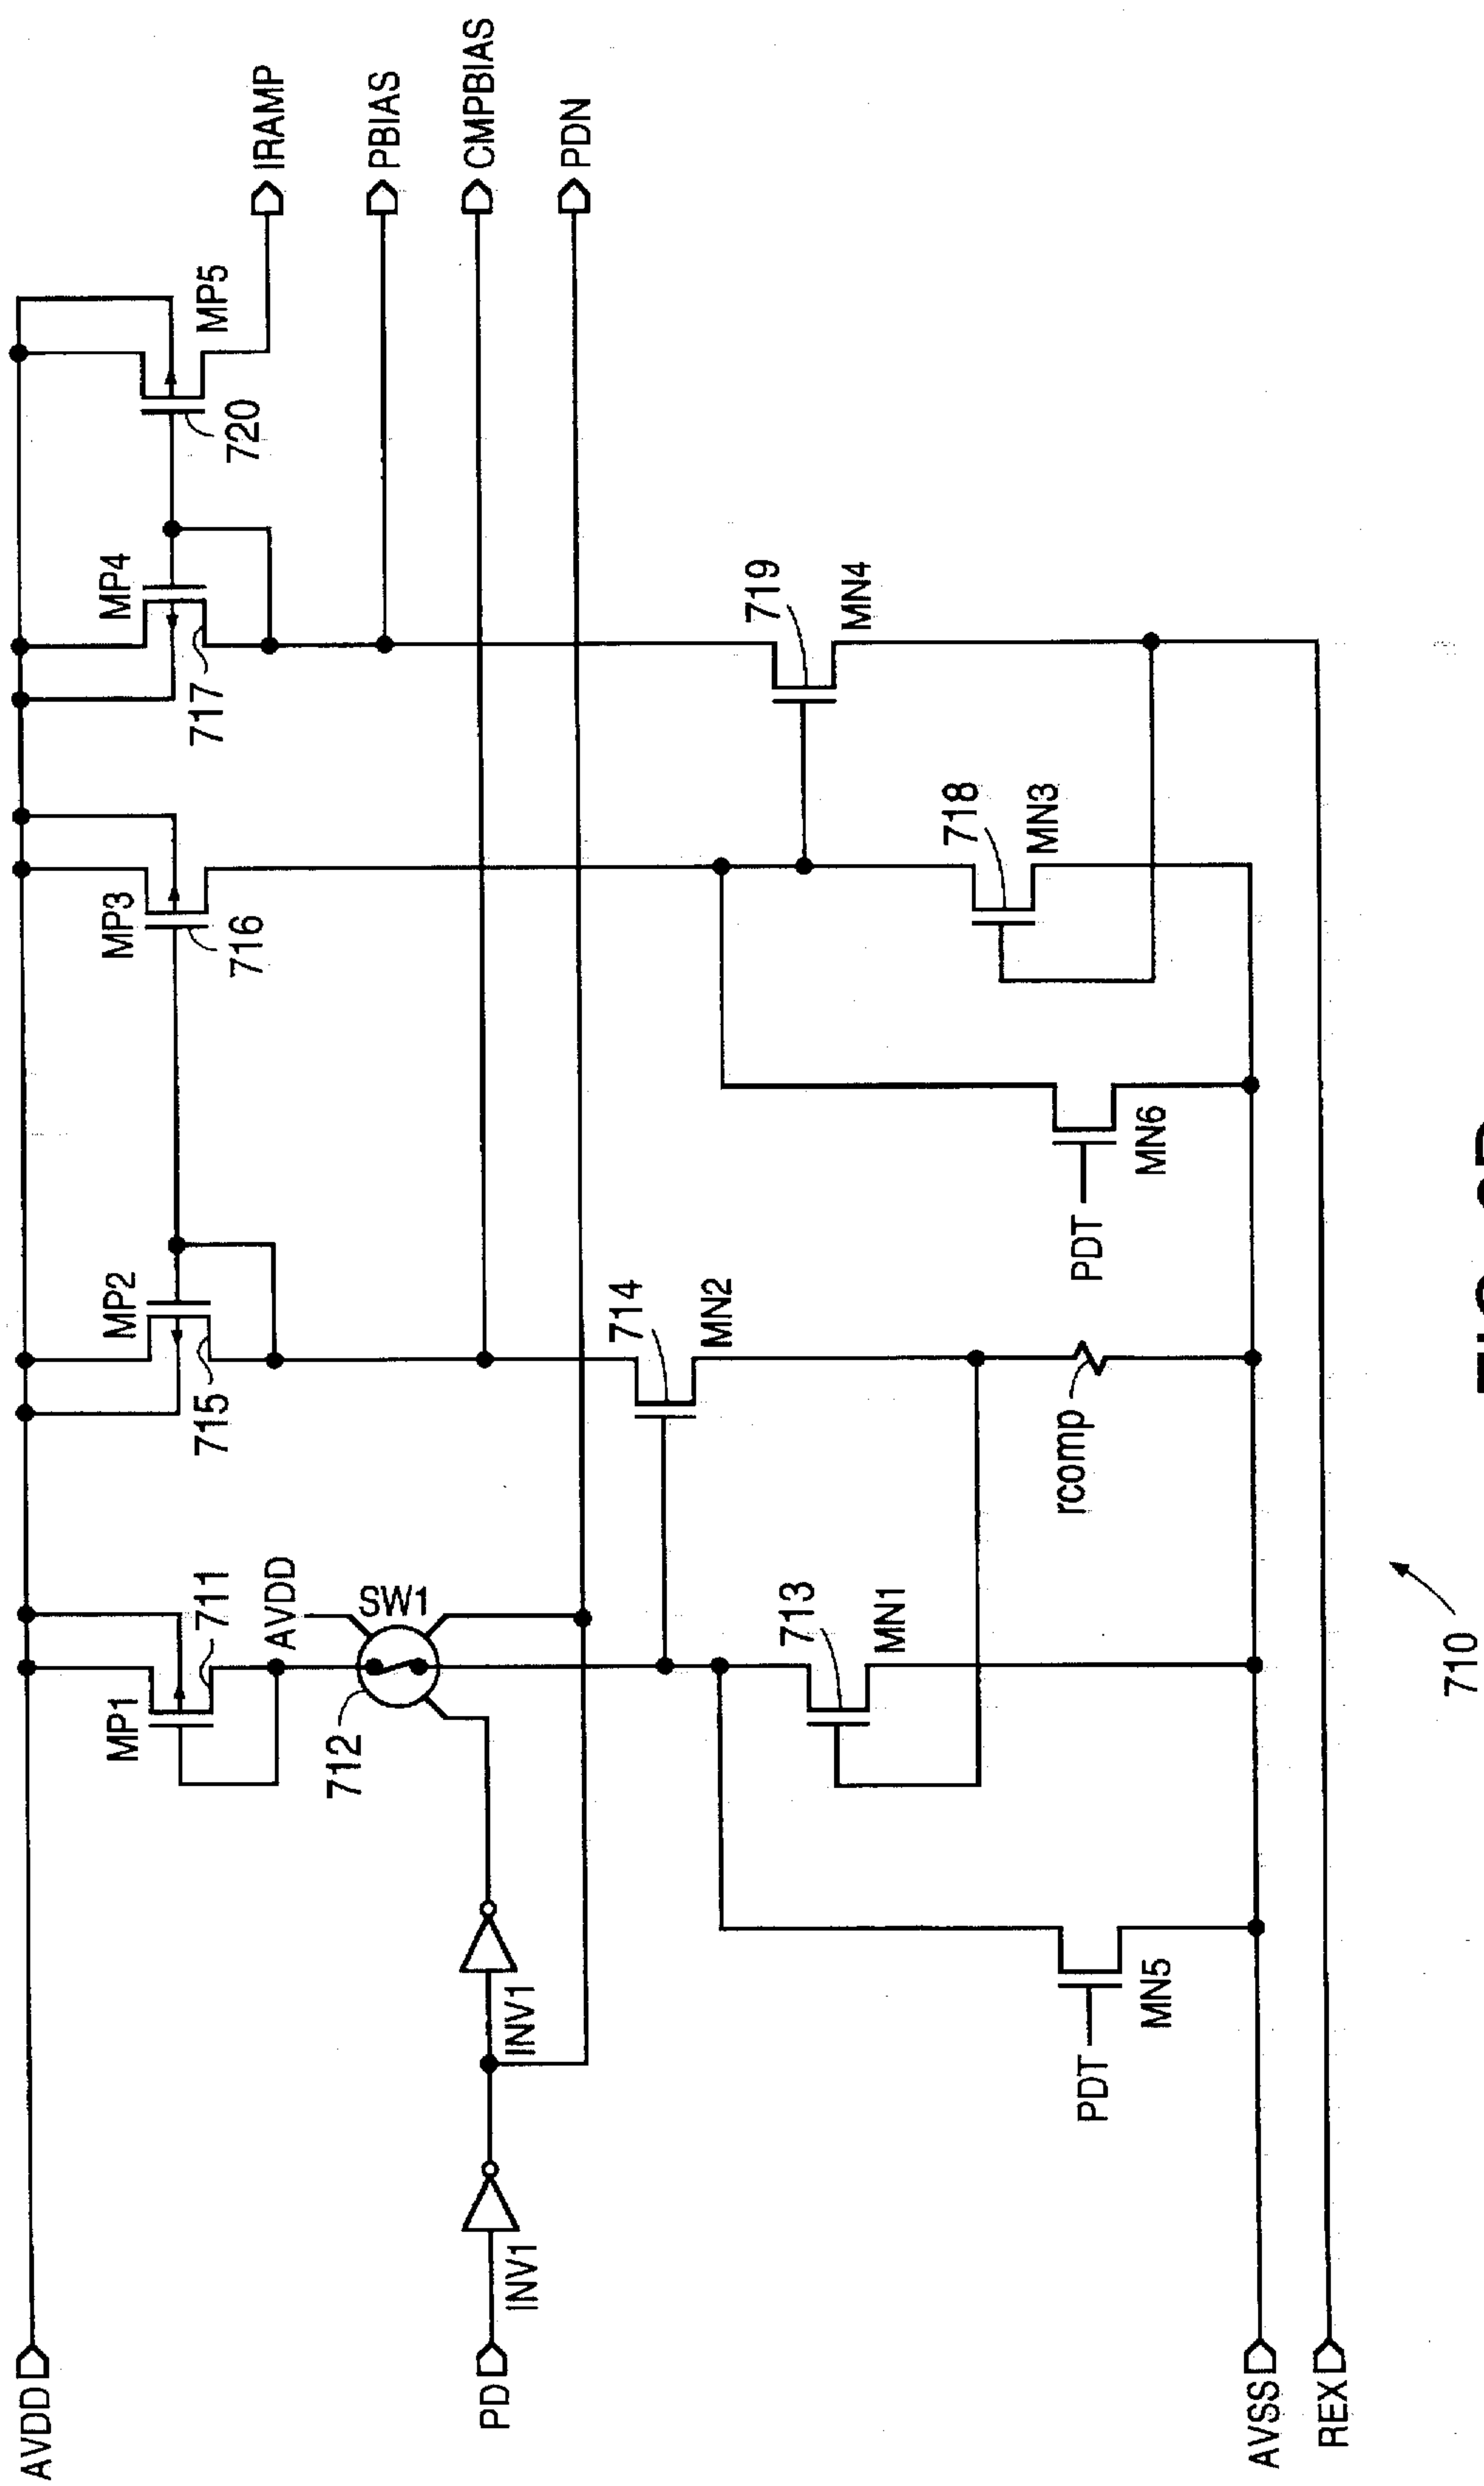 AVDD
PD
INV1
INV1
PDT
MN5
MP1
711
AVDD
SW1
712
713
MN1
MP2
715
714
MN2
rcomp
PDT
MN6
MP3
716
718
MN3
MP4
717
719
MN4
720
MP5
IRAMP
PBIAS
CMPBIAS
PDN
AVSS
REX
710